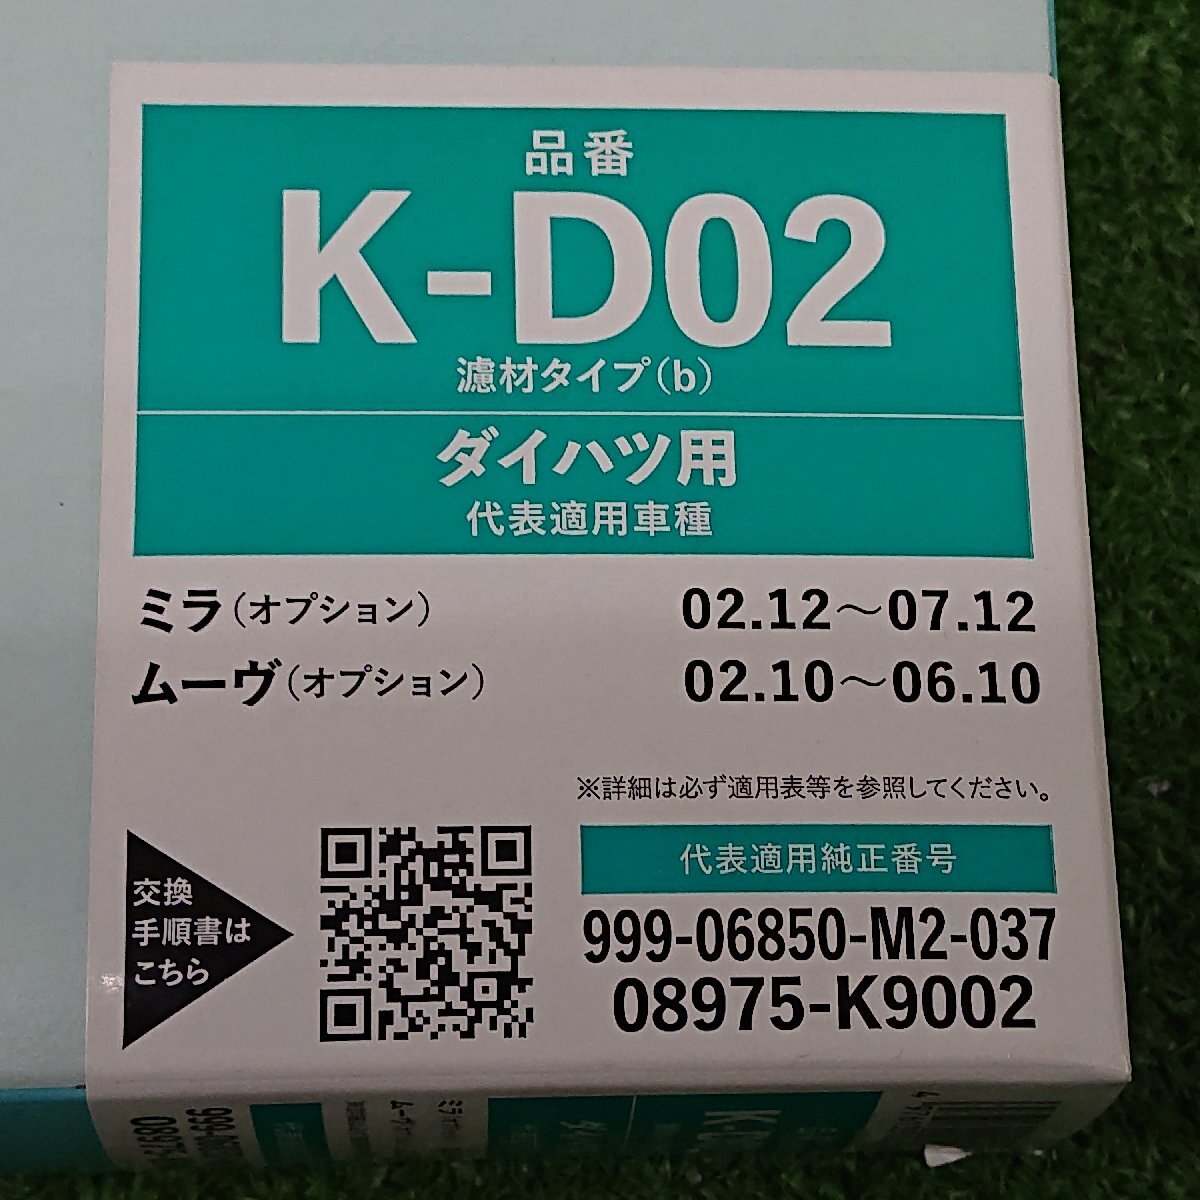 品番
K-D02
濾材タイプ(b)
ダイハツ用
代表適用車種
ミラ(オプション) 02.12～07.12
ムーヴ(オプション) 02.10～06.10
※詳細は必ず適用表等を参照してください。
交換
手順書は
こちら
代表適用純正番号
999-06850-M2-037
08975-K9002